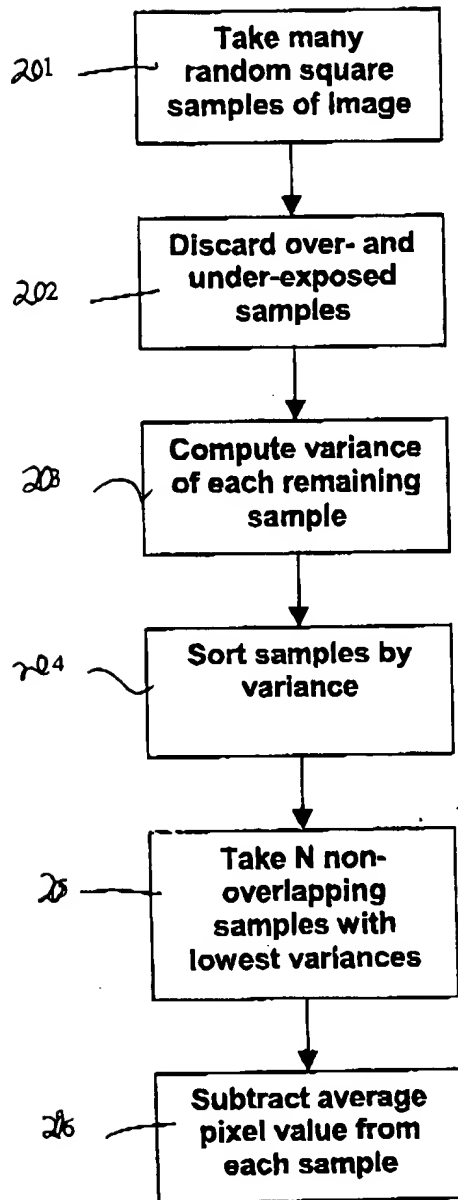 201
Take many
random square
samples of image
202
Discard over- and
under-exposed
samples
203
Compute variance
of each remaining
sample
204
Sort samples by
variance
205
Take N non-
overlapping
samples with
lowest variances
206
Subtract average
pixel value from
each sample